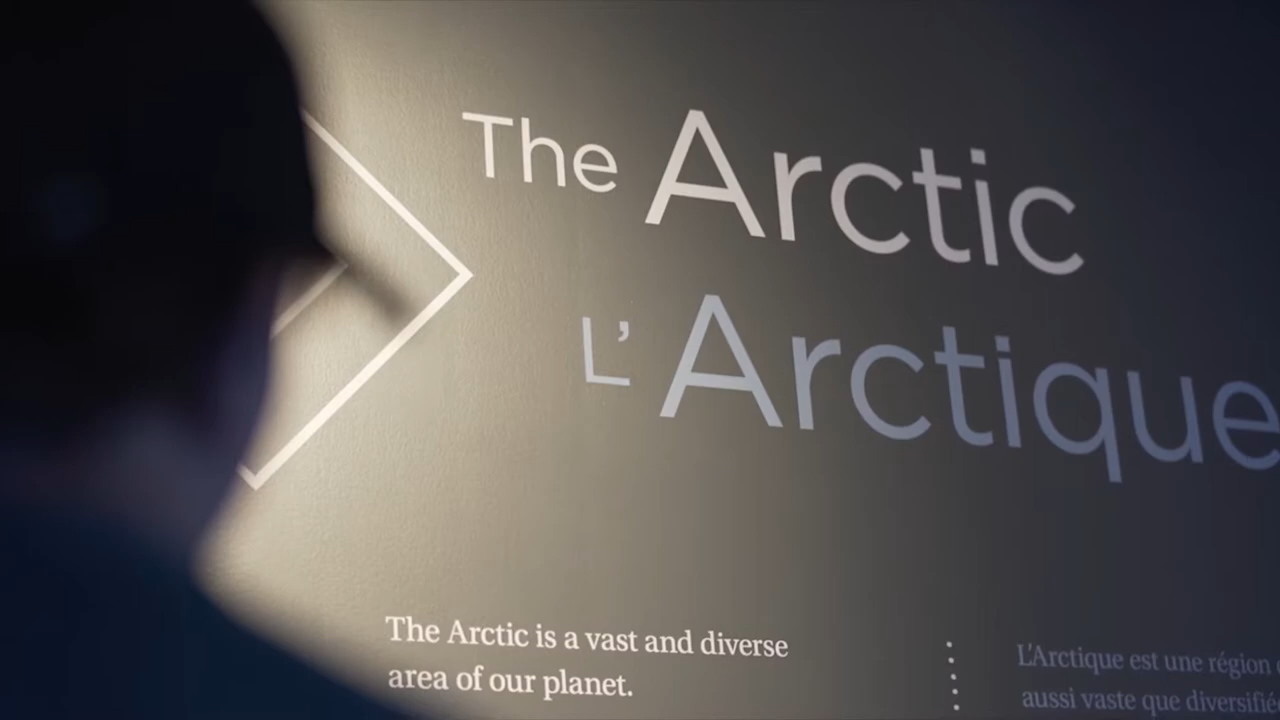 The Arctic
L’Arctique
The Arctic is a vast and diverse
area of our planet.
L’Arctique est une région
aussi vaste que diversifié